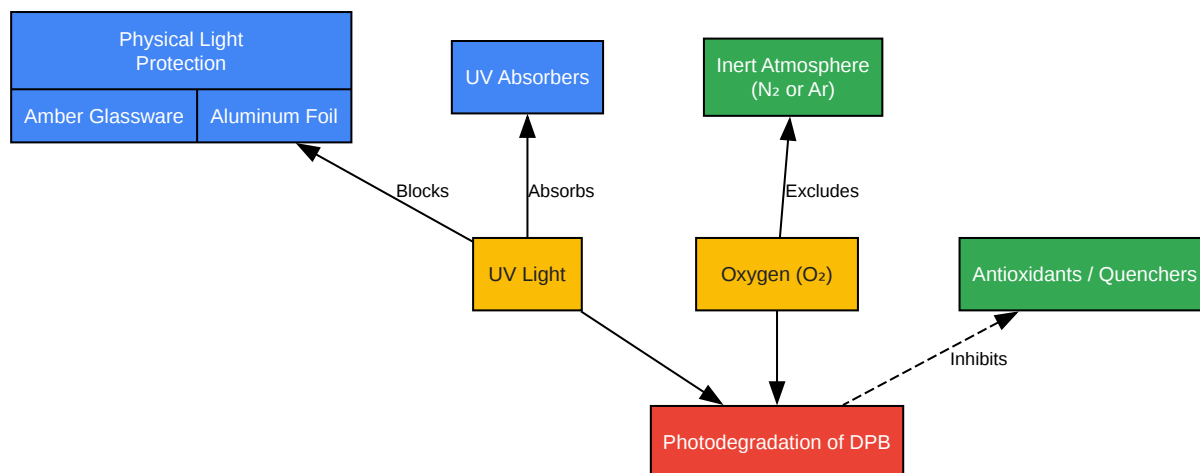 Physical Light
Protection
Amber Glassware
Aluminum Foil
UV Absorbers
Inert Atmosphere
(N₂ or Ar)
Blocks
Absorbs
Excludes
UV Light
Oxygen (O₂)
Antioxidants / Quenchers
Inhibits
Photodegradation of DPB